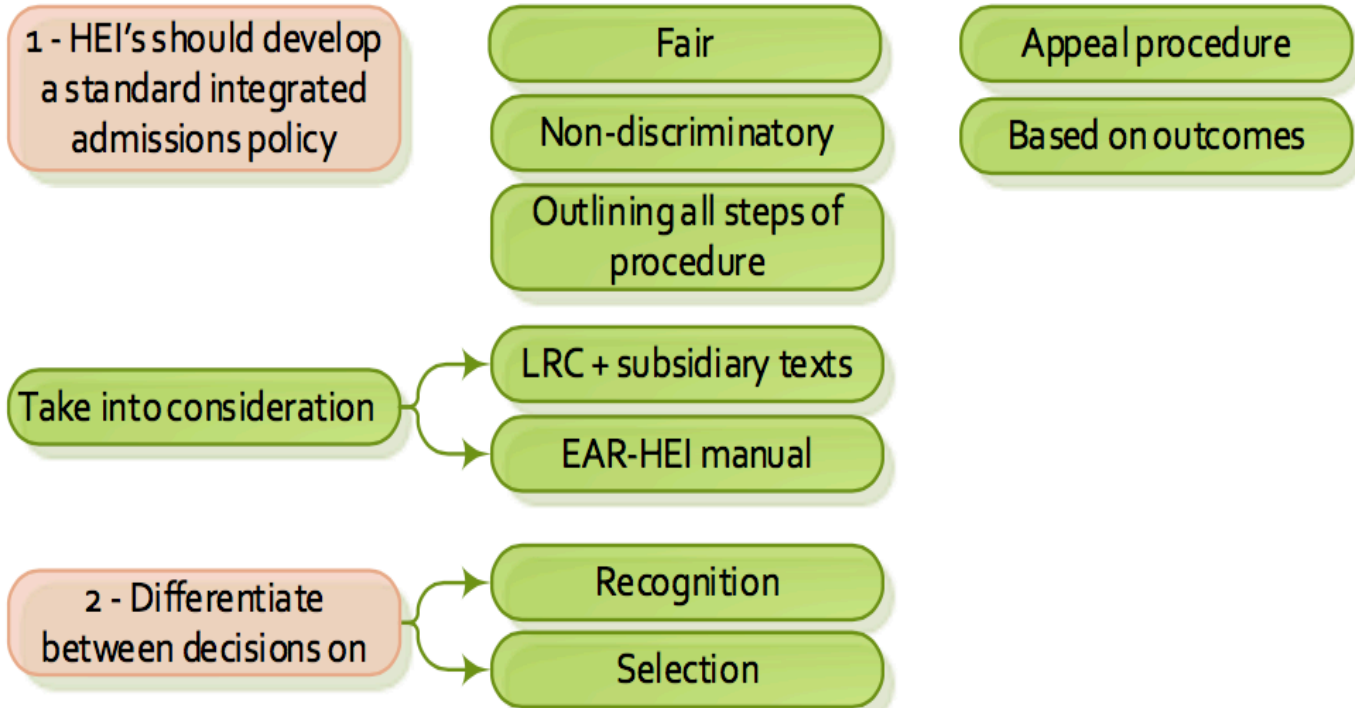 1 - HEI's should develop
a standard integrated
admissions policy
Fair
Non-discriminatory
Outlining all steps of
procedure
Appeal procedure
Based on outcomes
Take into consideration
LRC + subsidiary texts
EAR-HEI manual
2 - Differentiate
between decisions on
Recognition
Selection